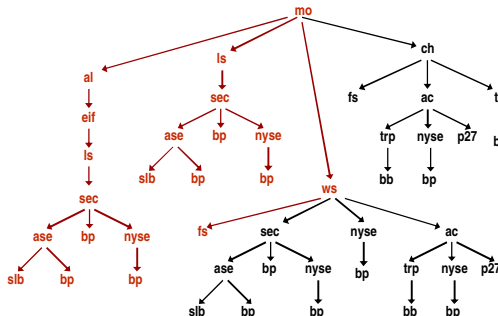 mo
ls ch
al fs ac t
eif sec
ls ase bp nyse trp nyse p27 b
slb bp bp bb bp
sec ws
ase bp nyse fs sec nyse ac
slb bp bp ase bp nyse bp trp nyse p27
slb bp bp bb bp